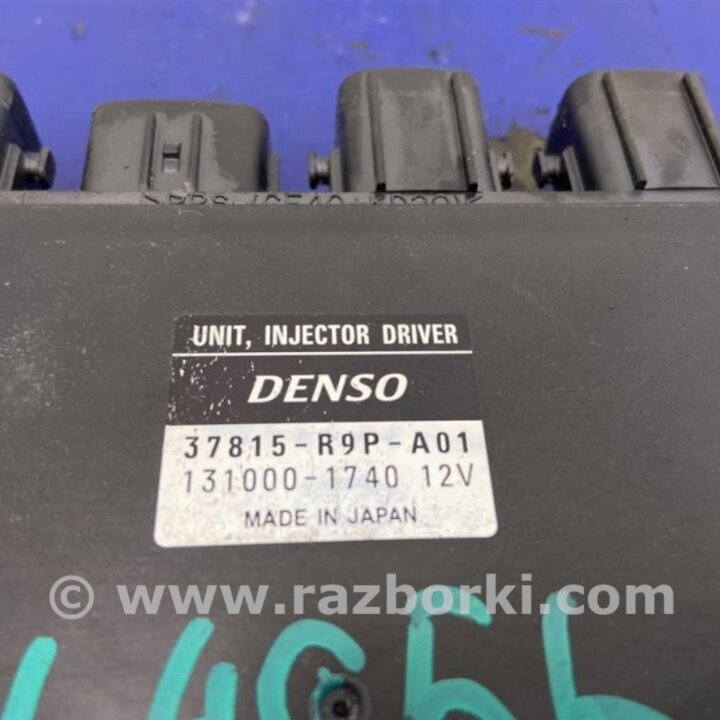 UNIT, INJECTOR DRIVER
DENSO
37815-R9P-A01
131000-1740 12V
MADE IN JAPAN
© www.razborki.com